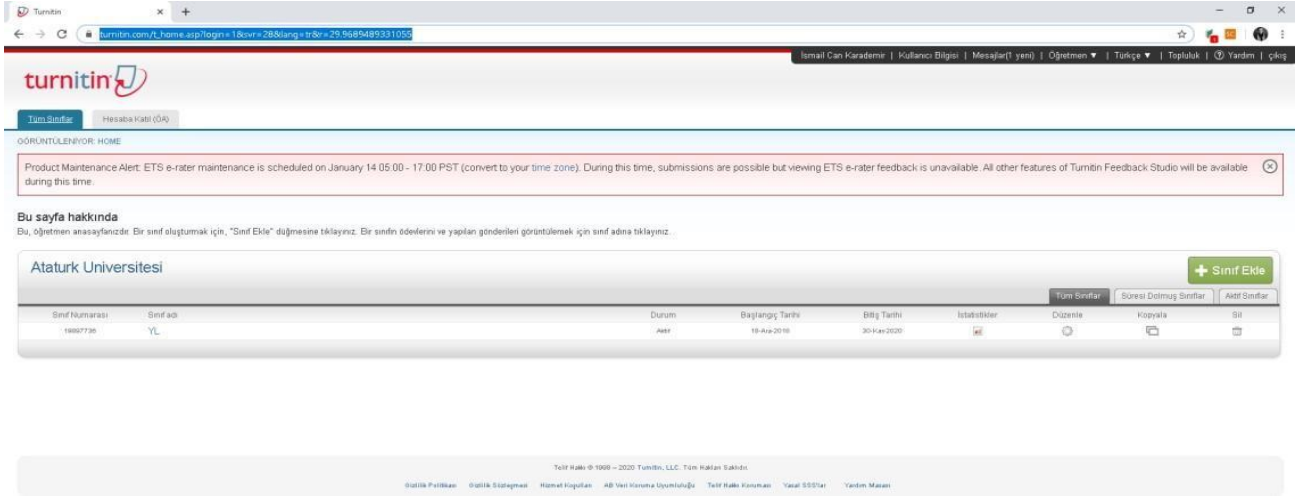 Turnitin
turnitin.com/t_home.asp?login=1&svr=28&lang=tr&r=29.9689489331055
İsmail Can Karademir | Kullanıcı Bilgisi | Mesajlar(1 yeni) | Öğretmen ▼ | Türkçe ▼ | Topluluk | ? Yardım | çıkış
turnitin
Tüm Sınıflar Hesaba Katıl (ÖA)
GÖRÜNTÜLENİYOR: HOME
Product Maintenance Alert: ETS e-rater maintenance is scheduled on January 14 05:00 - 17:00 PST (convert to your time zone). During this time, submissions are possible but viewing ETS e-rater feedback is unavailable. All other features of Turnitin Feedback Studio will be available
during this time.
Bu sayfa hakkında
Bu, öğretmen anasayfanızdır. Bir sınıf oluşturmak için, "Sınıf Ekle" düğmesine tıklayınız. Bir sınıfın ödevlerini ve yapılan gönderileri görüntülemek için sınıf adına tıklayınız.
Ataturk Universitesi
+ Sınıf Ekle
Tüm Sınıflar Süresi Dolmuş Sınıflar Aktif Sınıflar
Sınıf Numarası Sınıf adı Durum Başlangıç Tarihi Bitiş Tarihi İstatistikler Düzenle Kopyala Sil
YL Aktif
Telif Hakkı © 1998 – 2020 Turnitin, LLC. Tüm Hakları Saklıdır.
Gizlilik Politikası Gizlilik Sözleşmesi Hizmet Koşulları AB Veri Koruma Uyumluluğu Telif Hakkı Koruması Yasal SSS'lar Yardım Masası